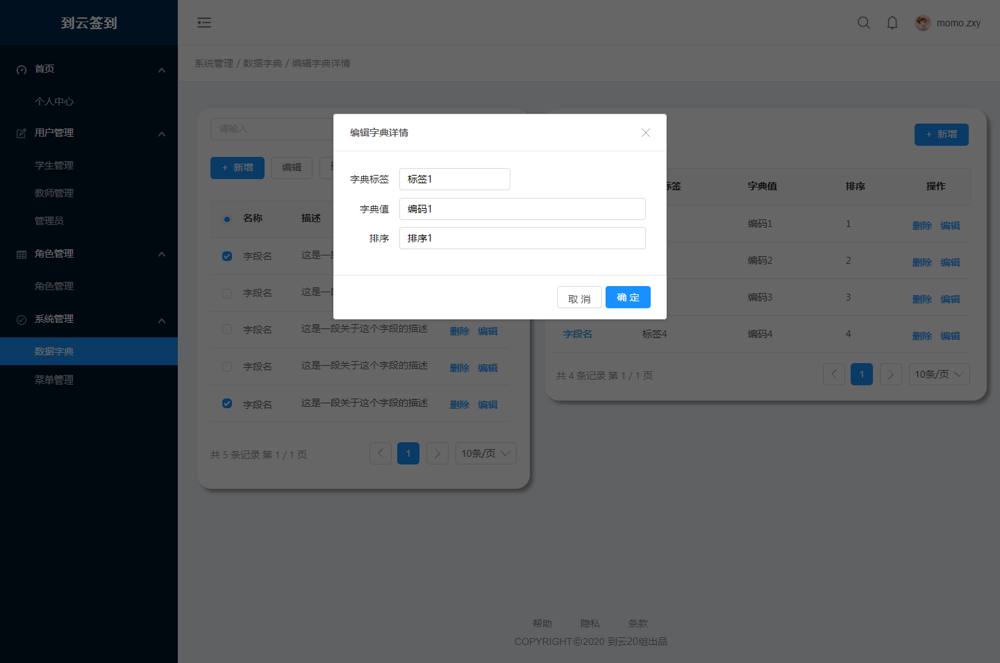 到云签到
momo.zxy
首页
个人中心
用户管理
学生管理
教师管理
管理员
角色管理
角色管理
系统管理
数据字典
菜单管理
系统管理 / 数据字典 / 编辑字典详情
请输入
+ 新增
编辑
名称
描述
字段名
字段名
字段名 这是一段关于这个字段的描述 删除 编辑
字段名 这是一段关于这个字段的描述 删除 编辑
字段名 这是一段关于这个字段的描述 删除 编辑
共 5 条记录 第 1 / 1 页
1
10条/页
编辑字典详情
字典标签 标签1
字典值 编码1
排序 排序1
取 消
确 定
+ 新增
标签 字典值 排序 操作
编码1 1 删除 编辑
编码2 2 删除 编辑
编码3 3 删除 编辑
字段名 标签4 编码4 4 删除 编辑
共 4 条记录 第 1 / 1 页
1
10条/页
帮助 隐私 条款
COPYRIGHT©2020 到云20组出品